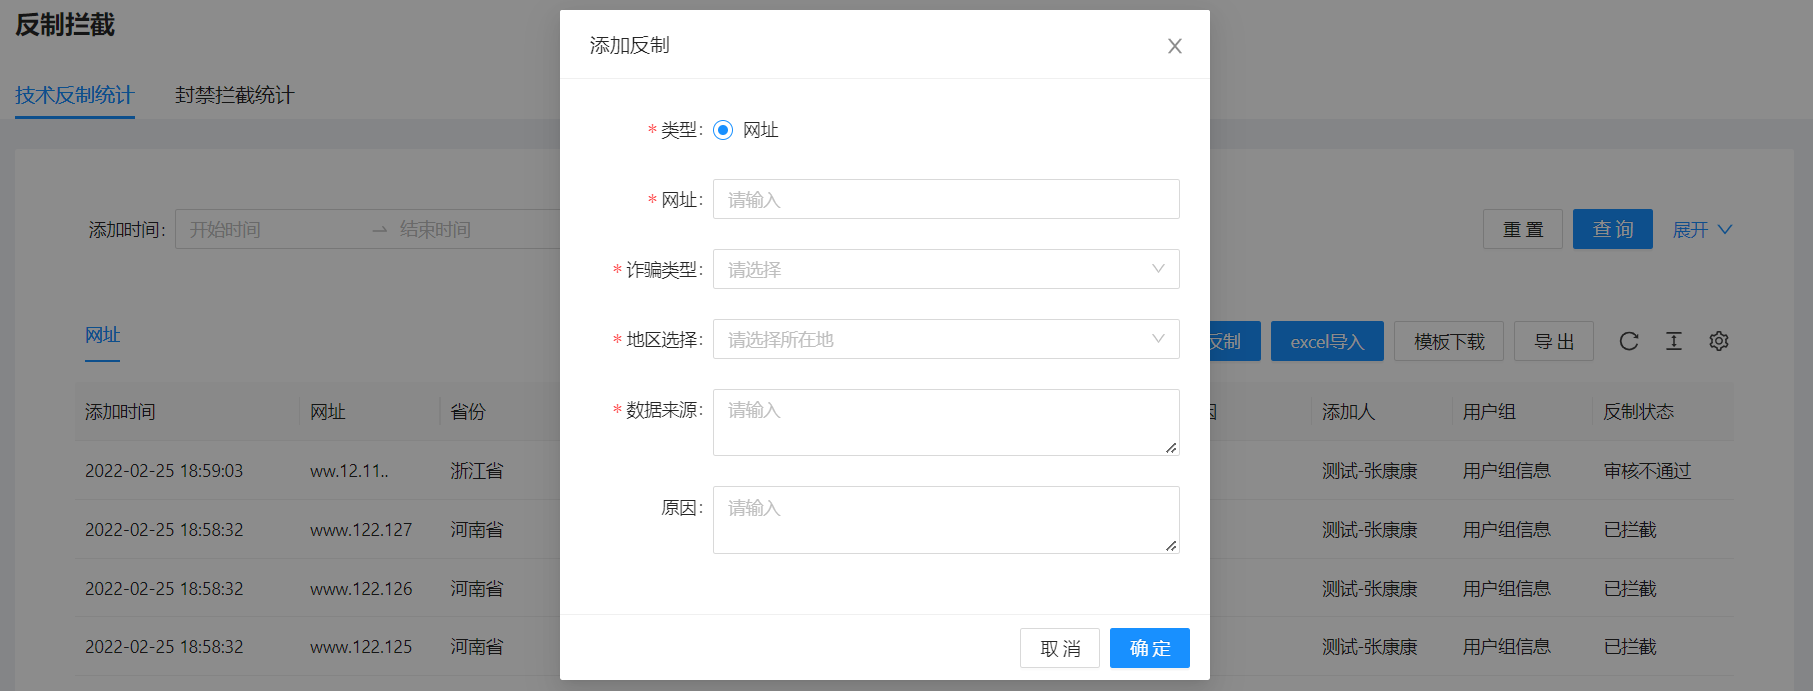 反制拦截
技术反制统计 封禁拦截统计
添加时间: 开始时间 → 结束时间
重置 查询 展开
网址
反制 excel导入 模板下载 导出
添加时间 网址 省份 因 添加人 用户组 反制状态
2022-02-25 18:59:03 ww.12.11.. 浙江省 测试-张康康 用户组信息 审核不通过
2022-02-25 18:58:32 www.122.127 河南省 测试-张康康 用户组信息 已拦截
2022-02-25 18:58:32 www.122.126 河南省 测试-张康康 用户组信息 已拦截
2022-02-25 18:58:32 www.122.125 河南省 测试-张康康 用户组信息 已拦截
添加反制
* 类型: 网址
* 网址: 请输入
* 诈骗类型: 请选择
* 地区选择: 请选择所在地
* 数据来源: 请输入
原因: 请输入
取消 确定